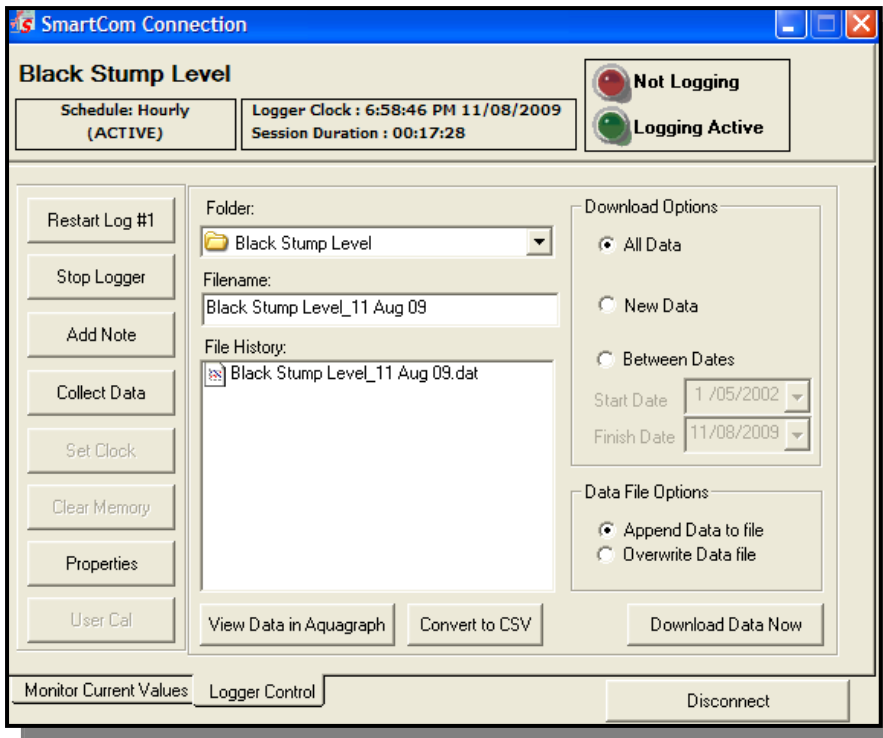 SmartCom Connection
Black Stump Level
Schedule: Hourly
(ACTIVE)
Logger Clock : 6:58:46 PM 11/08/2009
Session Duration : 00:17:28
Not Logging
Logging Active
Restart Log #1
Stop Logger
Add Note
Collect Data
Set Clock
Clear Memory
Properties
User Cal
Folder:
Black Stump Level
Filename:
Black Stump Level_11 Aug 09
File History:
Black Stump Level_11 Aug 09.dat
View Data in Aquagraph
Convert to CSV
Download Options
All Data
New Data
Between Dates
Start Date 1 /05/2002
Finish Date 11/08/2009
Data File Options
Append Data to file
Overwrite Data file
Download Data Now
Monitor Current Values
Logger Control
Disconnect